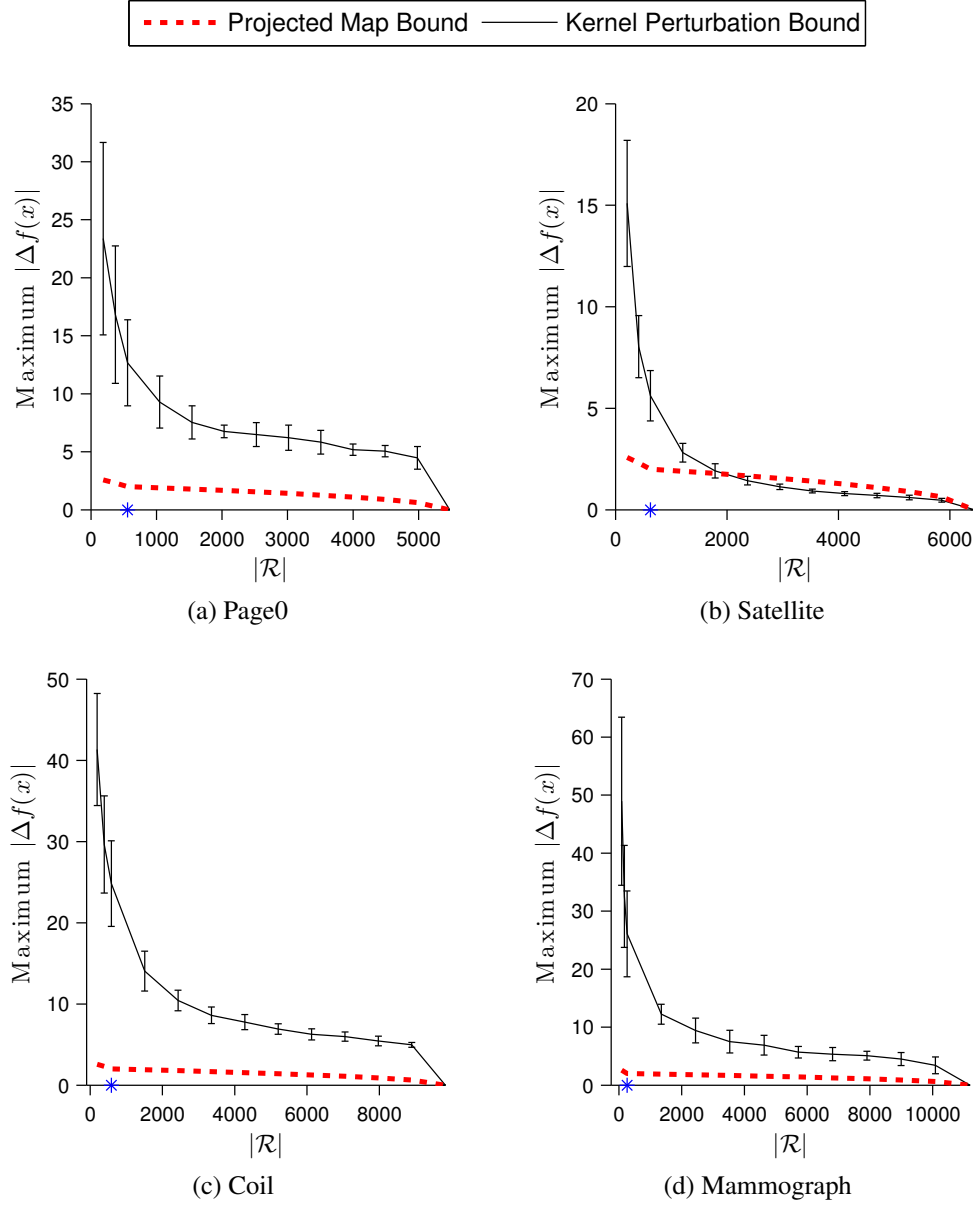 Projected Map Bound Kernel Perturbation Bound
35
30
25
20
15
10
5
0
Maximum |Δf(x)|
0 1000 2000 3000 4000 5000
|ℛ|
(a) Page0
20
15
10
5
0
Maximum |Δf(x)|
0 2000 4000 6000
|ℛ|
(b) Satellite
50
40
30
20
10
0
Maximum |Δf(x)|
0 2000 4000 6000 8000
|ℛ|
(c) Coil
70
60
50
40
30
20
10
0
Maximum |Δf(x)|
0 2000 4000 6000 8000 10000
|ℛ|
(d) Mammograph